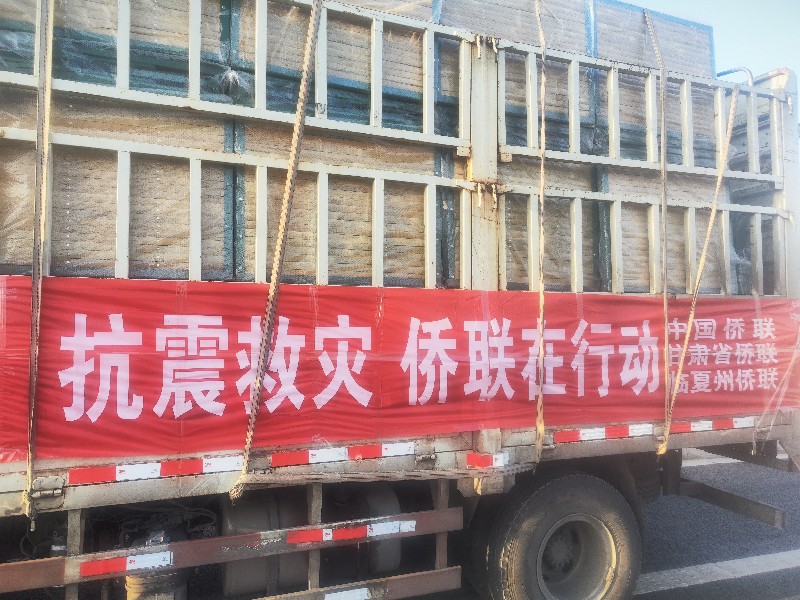 抗震救灾 侨联在行动
中国侨联
甘肃省侨联
临夏州侨联